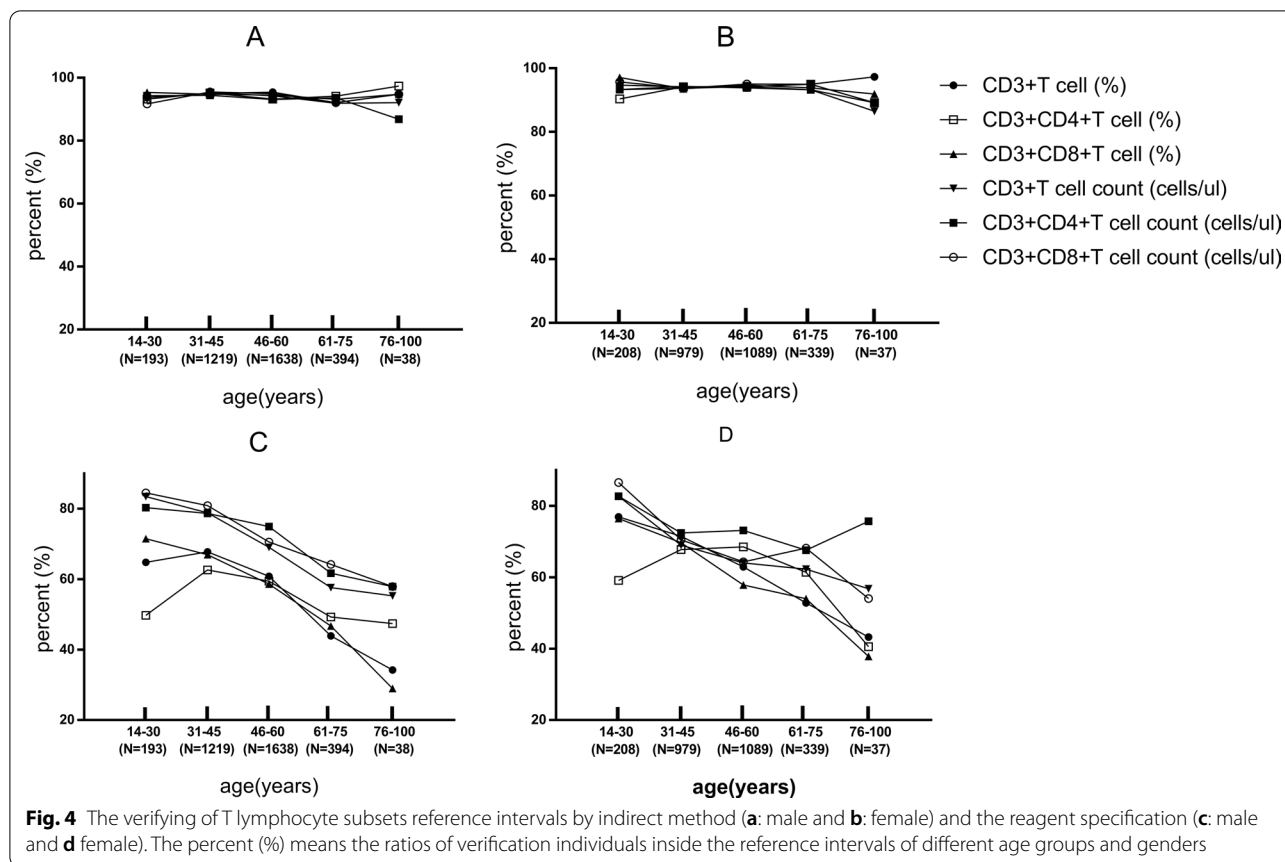 A
percent (%)
100
80
60
40
20
14-30 31-45 46-60 61-75 76-100
(N=193) (N=1219) (N=1638) (N=394) (N=38)
age(years)
B
percent (%)
100
80
60
40
20
14-30 31-45 46-60 61-75 76-100
(N=208) (N=979) (N=1089) (N=339) (N=37)
age(years)
CD3+T cell (%)
CD3+CD4+T cell (%)
CD3+CD8+T cell (%)
CD3+T cell count (cells/ul)
CD3+CD4+T cell count (cells/ul)
CD3+CD8+T cell count (cells/ul)
C
percent (%)
80
60
40
20
14-30 31-45 46-60 61-75 76-100
(N=193) (N=1219) (N=1638) (N=394) (N=38)
age(years)
D
percent (%)
80
60
40
20
14-30 31-45 46-60 61-75 76-100
(N=208) (N=979) (N=1089) (N=339) (N=37)
age(years)
Fig. 4 The verifying of T lymphocyte subsets reference intervals by indirect method (a: male and b: female) and the reagent specification (c: male
and d female). The percent (%) means the ratios of verification individuals inside the reference intervals of different age groups and genders